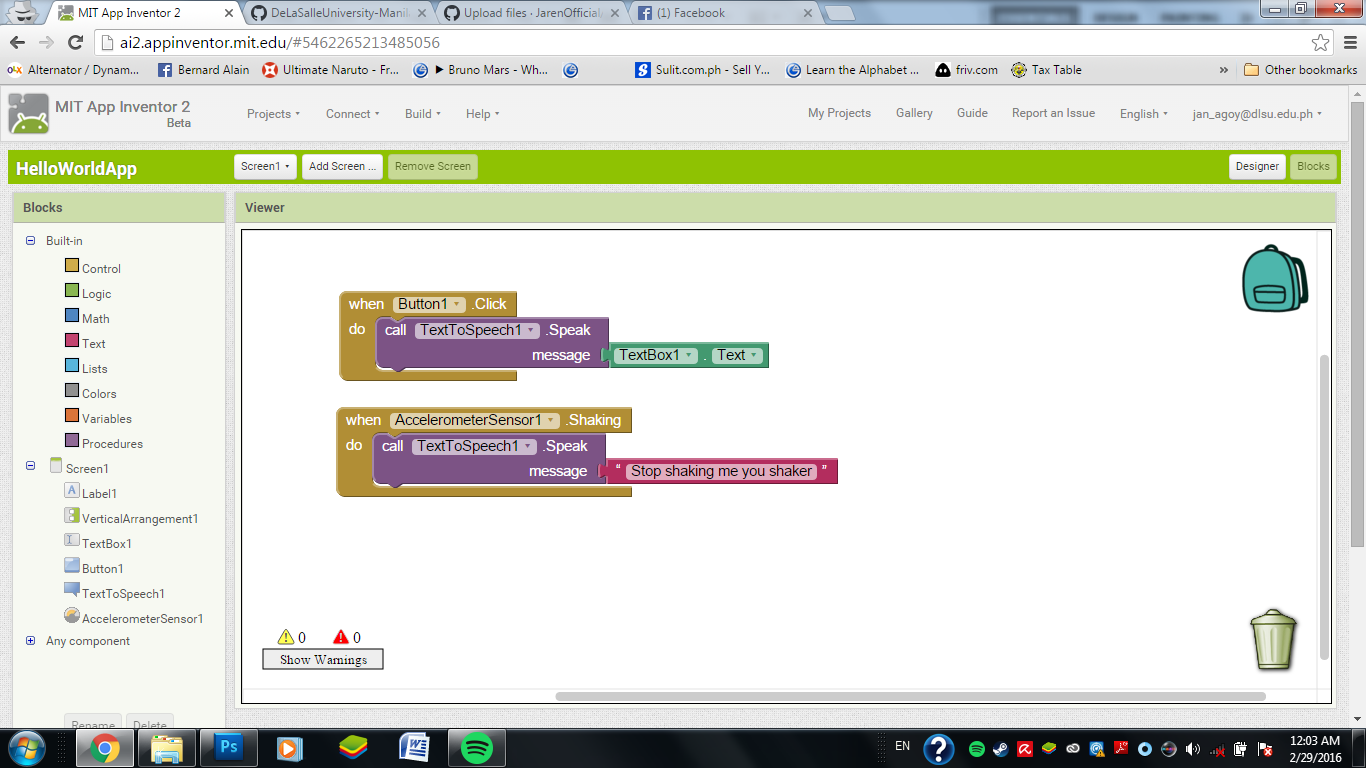 MIT App Inventor 2
DeLaSalleUniversity-Manil
Upload files · JarenOfficial
(1) Facebook
ai2.appinventor.mit.edu/#5462265213485056
Alternator / Dynam...
Bernard Alain
Ultimate Naruto - Fr...
Bruno Mars - Wh...
Sulit.com.ph - Sell Y...
Learn the Alphabet ...
friv.com
Tax Table
»
Other bookmarks
MIT App Inventor 2
Beta
Projects
Connect
Build
Help
My Projects
Gallery
Guide
Report an Issue
English
jan_agoy@dlsu.edu.ph
HelloWorldApp
Screen1
Add Screen ...
Remove Screen
Designer
Blocks
Blocks
Built-in
Control
Logic
Math
Text
Lists
Colors
Variables
Procedures
Screen1
Label1
VerticalArrangement1
TextBox1
Button1
TextToSpeech1
AccelerometerSensor1
Any component
Rename Delete
Viewer
when Button1 .Click
do call TextToSpeech1 .Speak
message TextBox1 . Text
when AccelerometerSensor1 .Shaking
do call TextToSpeech1 .Speak
message “ Stop shaking me you shaker ”
0 0
Show Warnings
Ps
EN
12:03 AM
2/29/2016